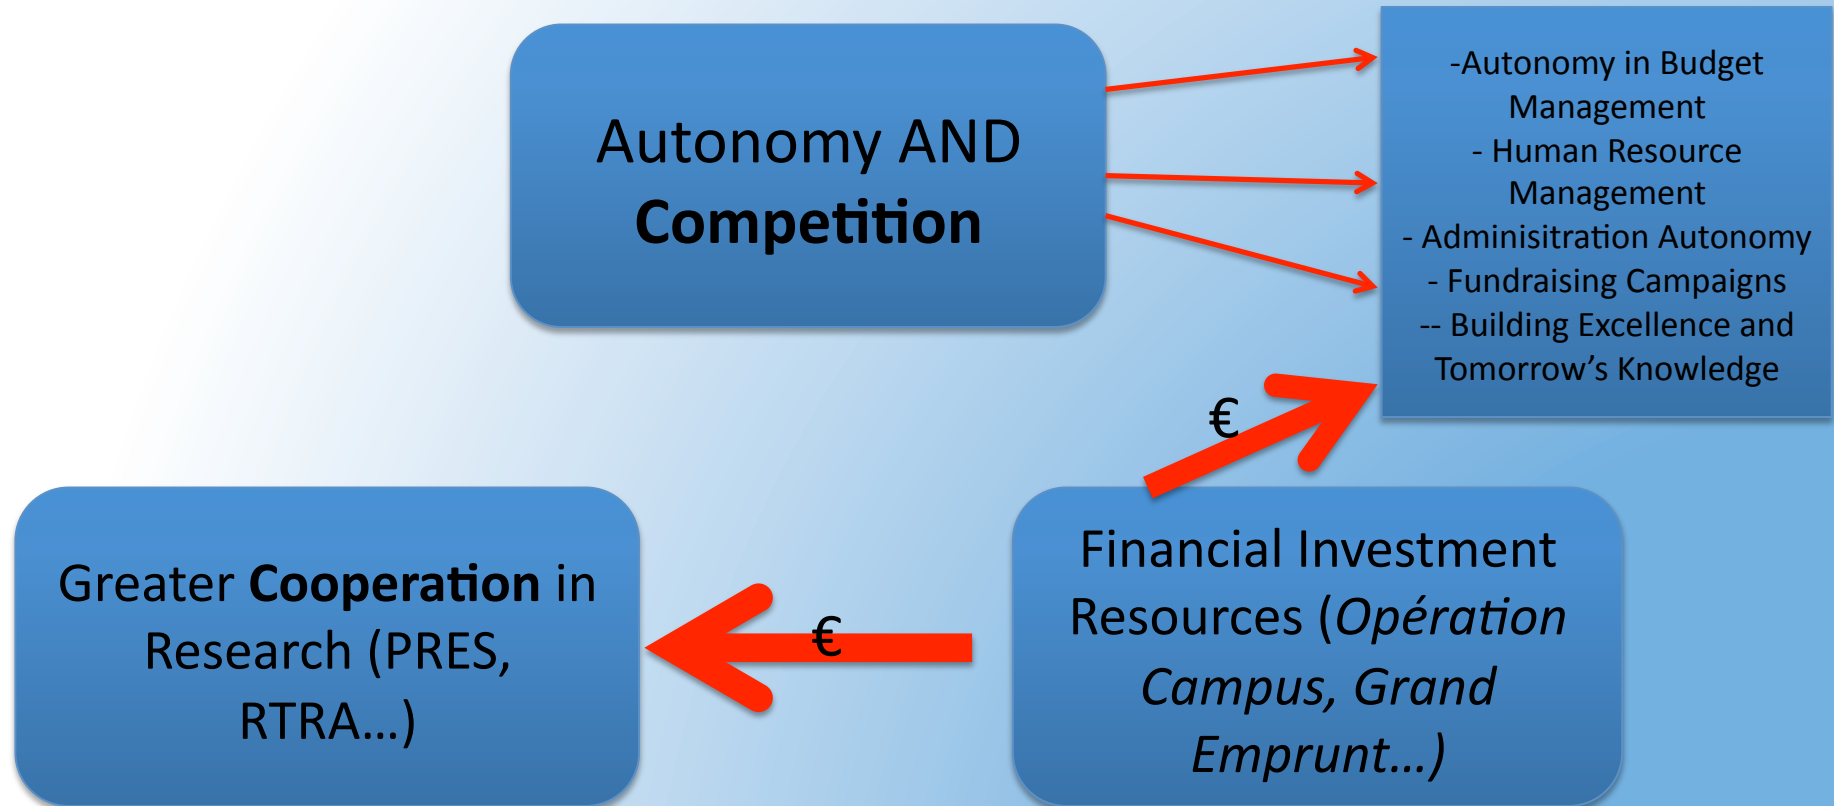 Autonomy AND
Competition
-Autonomy in Budget
Management
- Human Resource
Management
- Adminisitration Autonomy
- Fundraising Campaigns
-- Building Excellence and
Tomorrow’s Knowledge
€
Greater Cooperation in
Research (PRES,
RTRA…)
€
Financial Investment
Resources (Opération
Campus, Grand
Emprunt…)